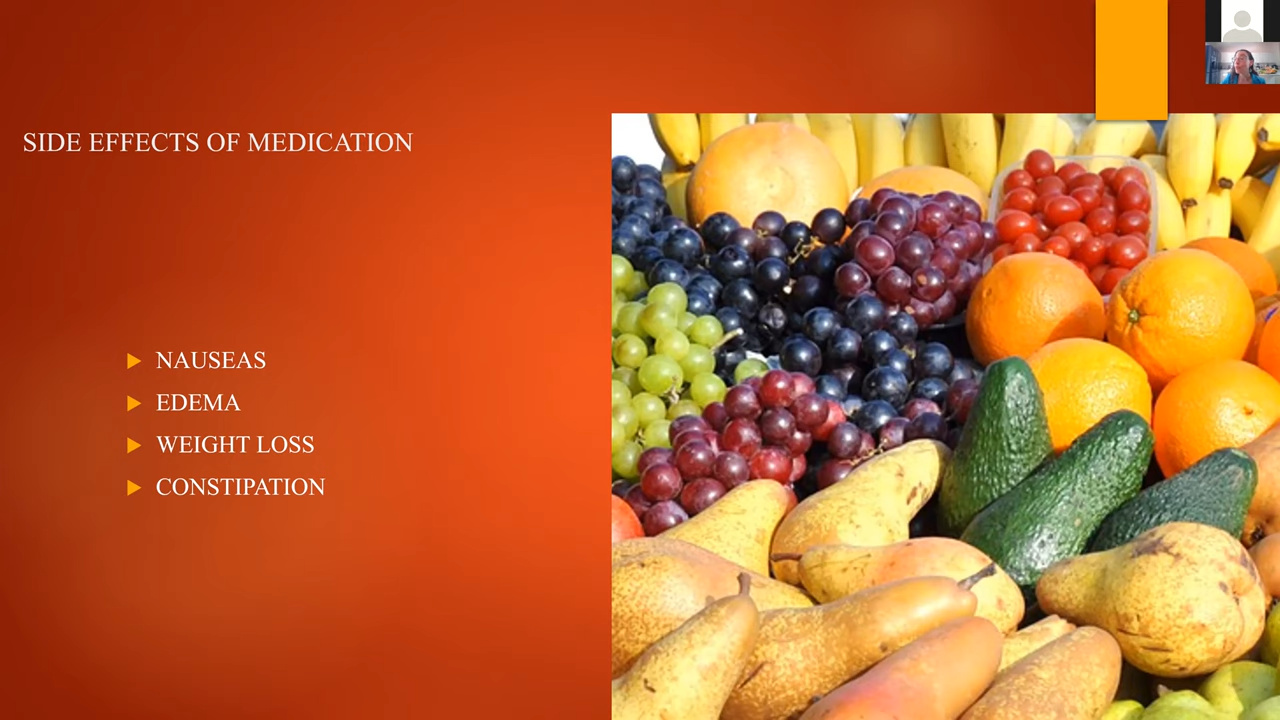 SIDE EFFECTS OF MEDICATION
NAUSEAS
EDEMA
WEIGHT LOSS
CONSTIPATION